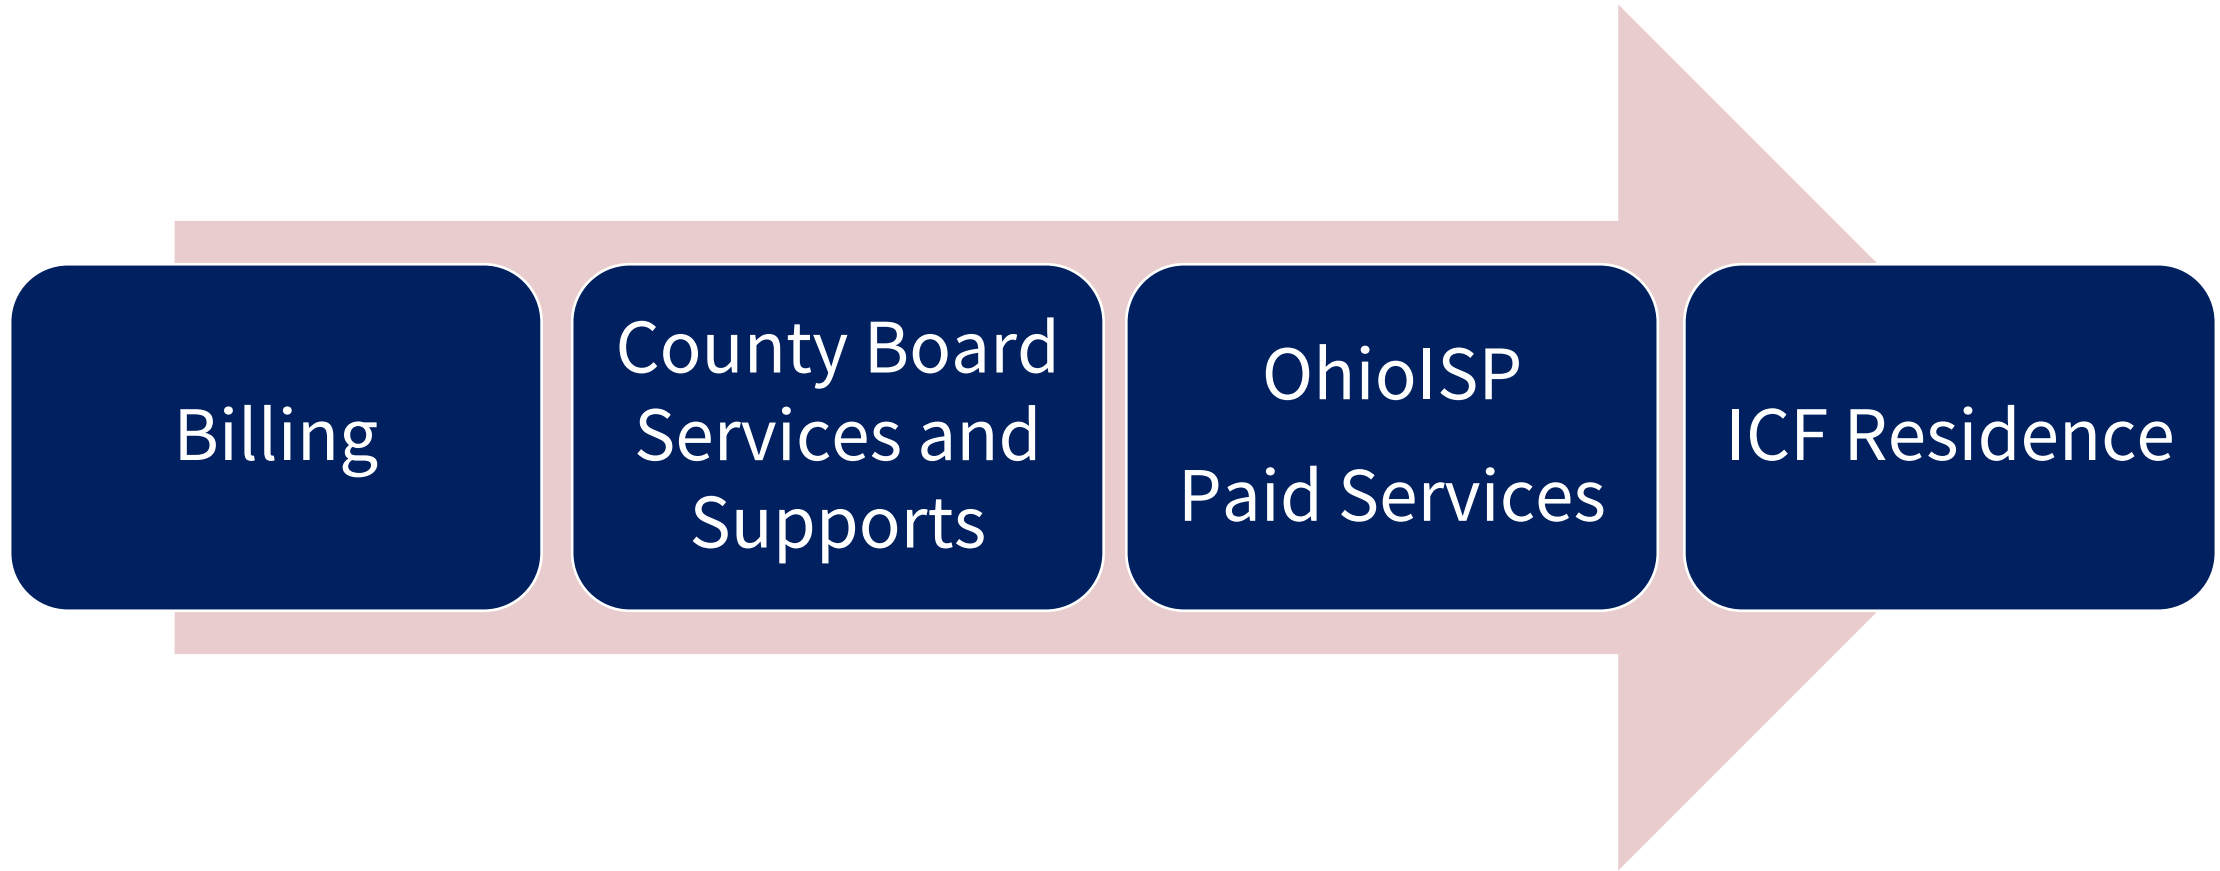 Billing
County Board
Services and
Supports
OhioISP
Paid Services
ICF Residence